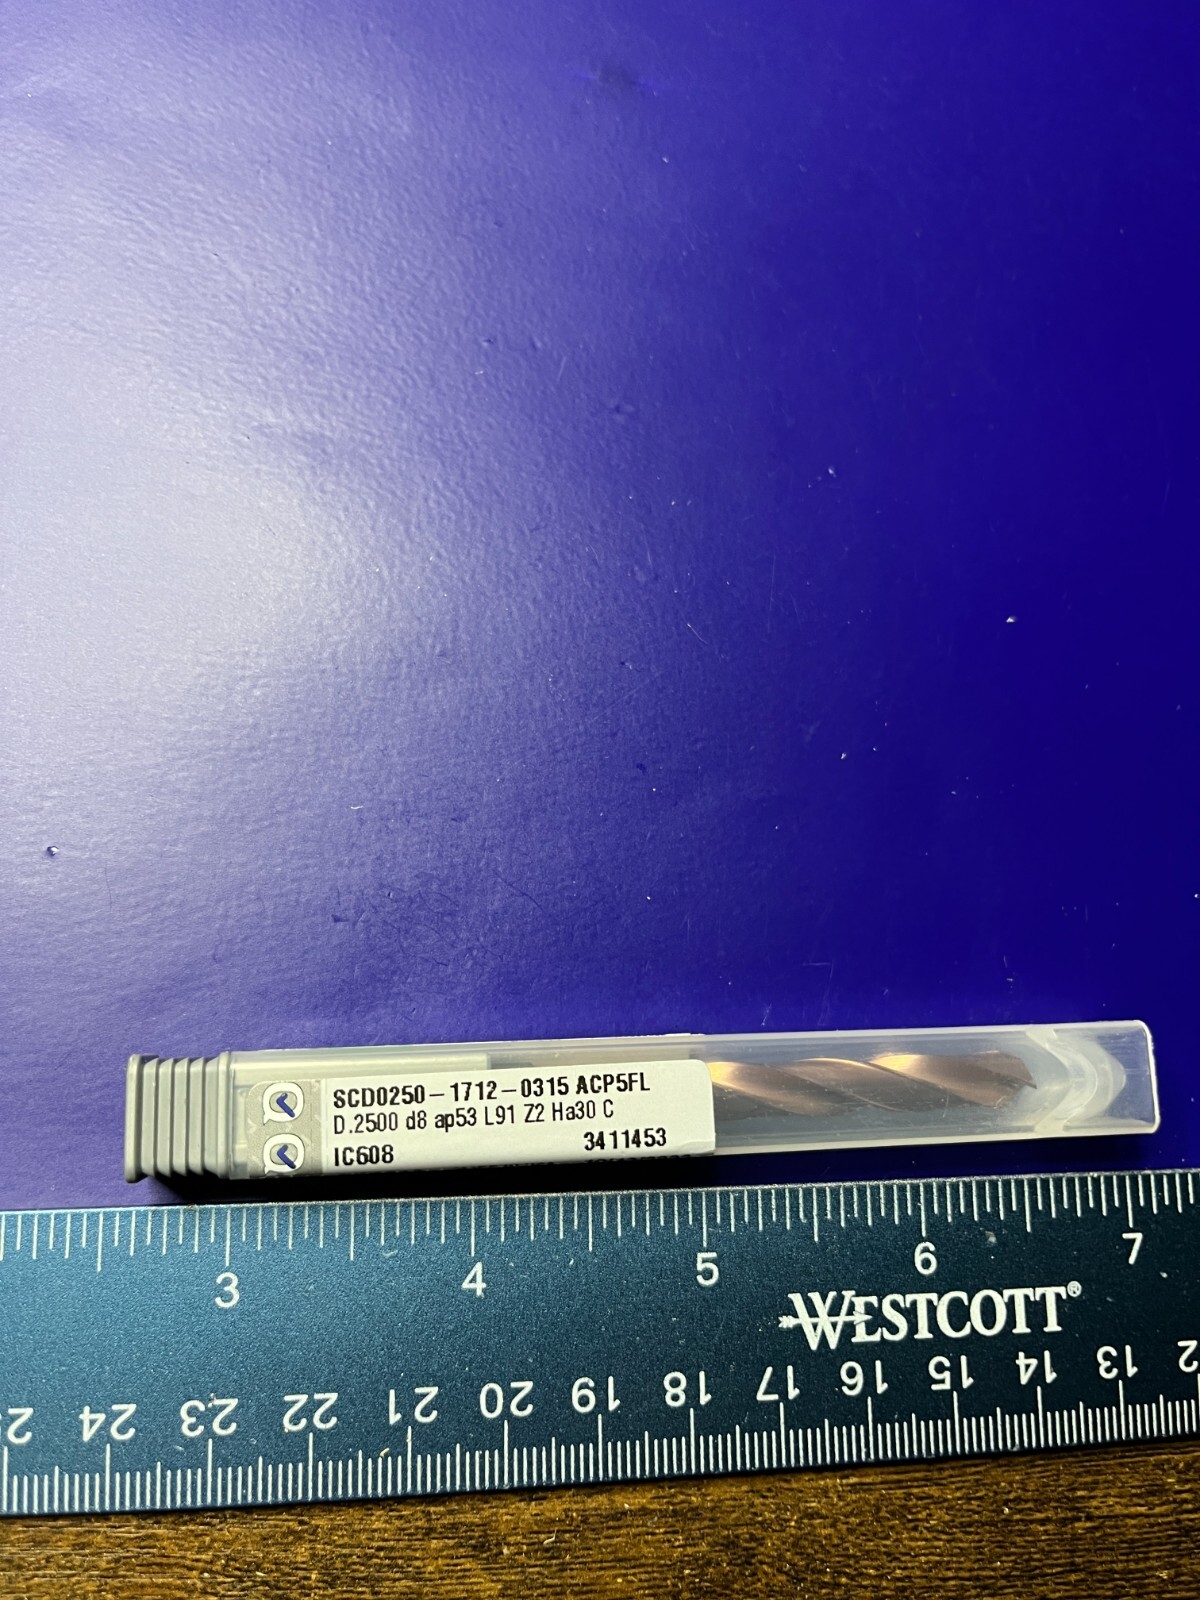 SCD0250-1712-0315 ACP5FL
D.2500 d8 ap53 L91 Z2 Ha30 C
IC608 3411453
3 4 5 6 7
WESTCOTT®
24 23 22 21 20 19 18 17 16 15 14 13